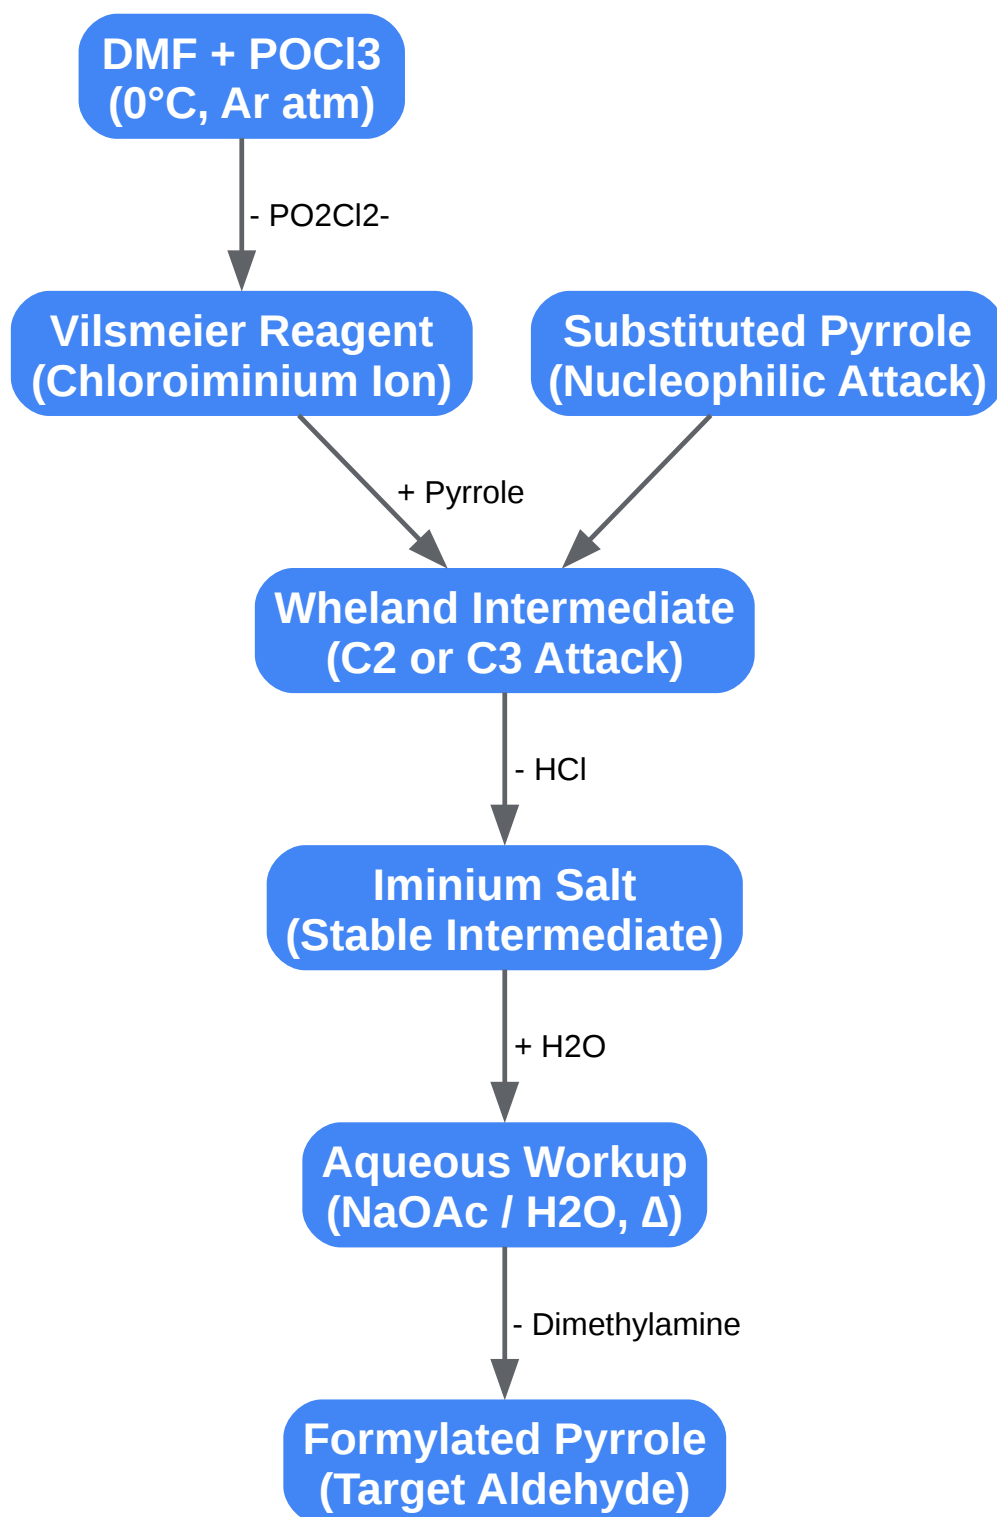 DMF + POCl3
(0°C, Ar atm)
- PO2Cl2-
Vilsmeier Reagent
(Chloroiminium Ion)
Substituted Pyrrole
(Nucleophilic Attack)
+ Pyrrole
Wheland Intermediate
(C2 or C3 Attack)
- HCl
Iminium Salt
(Stable Intermediate)
+ H2O
Aqueous Workup
(NaOAc / H2O, Δ)
- Dimethylamine
Formylated Pyrrole
(Target Aldehyde)